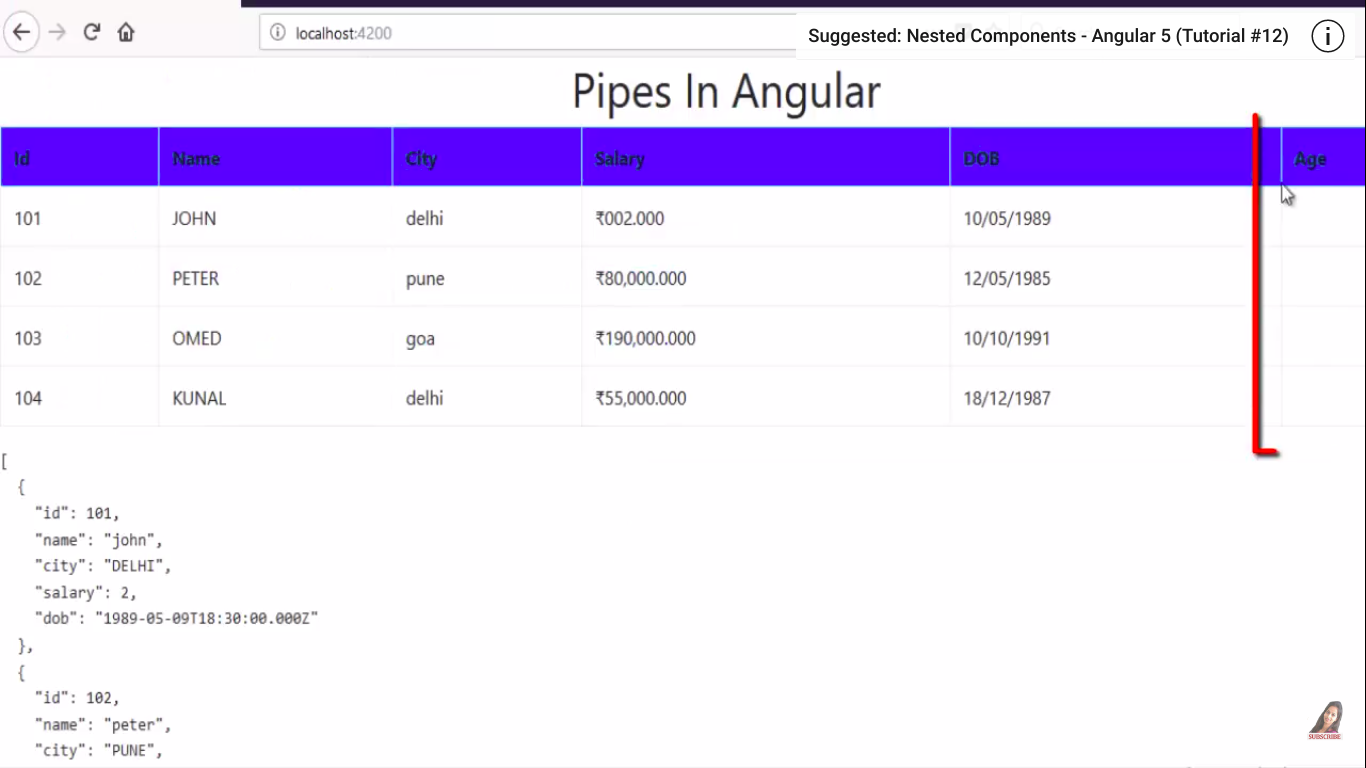 localhost:4200
Suggested: Nested Components - Angular 5 (Tutorial #12)
Pipes In Angular
Id Name City Salary DOB Age
101 JOHN delhi ₹002.000 10/05/1989
102 PETER pune ₹80,000.000 12/05/1985
103 OMED goa ₹190,000.000 10/10/1991
104 KUNAL delhi ₹55,000.000 18/12/1987
[
{
"id": 101,
"name": "john",
"city": "DELHI",
"salary": 2,
"dob": "1989-05-09T18:30:00.000Z"
},
{
"id": 102,
"name": "peter",
"city": "PUNE",
SUBSCRIBE